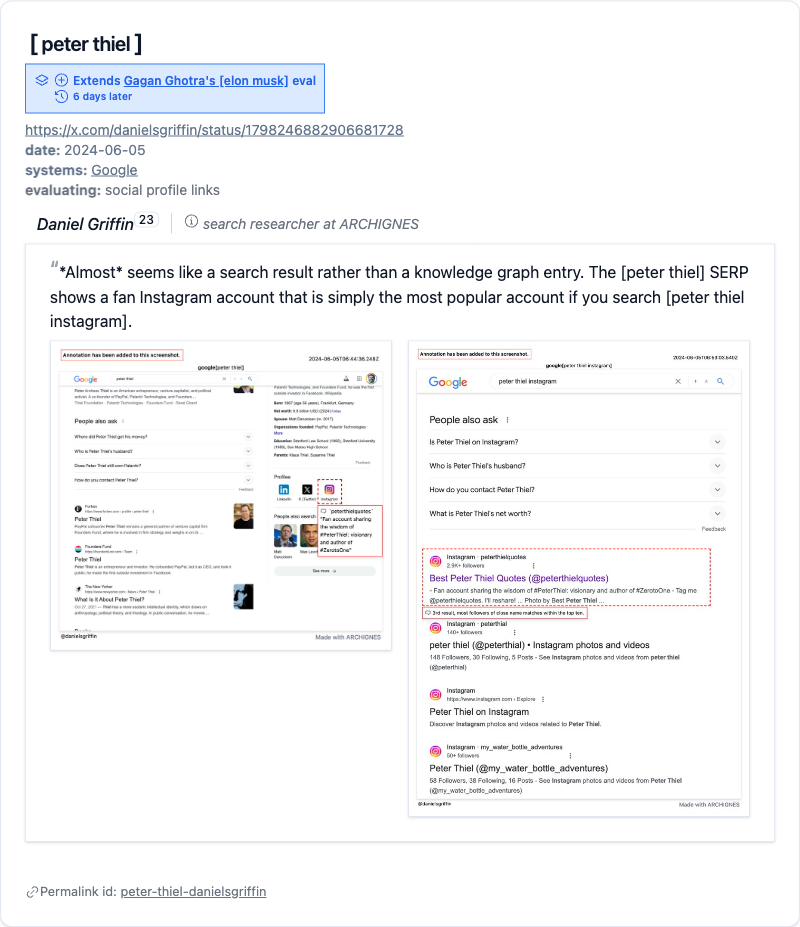 [ peter thiel ]
Extends Gagan Ghotra's [elon musk] eval
6 days later
https://x.com/danielsgriffin/status/1798246882906681728
date: 2024-06-05
systems: Google
evaluating: social profile links
Daniel Griffin 23
search researcher at ARCHIGNES
“*Almost* seems like a search result rather than a knowledge graph entry. The [peter thiel] SERP
shows a fan Instagram account that is simply the most popular account if you search [peter thiel
instagram].
Annotation has been added to this screenshot.
2024-06-05T06:44:36.248Z
google[peter thiel]
Google
peter thiel
People also ask
Where did Peter Thiel get his money?
Who is Peter Thiel's husband?
Does Peter Thiel still own Palantir?
How do you contact Peter Thiel?
Feedback
Forbes
Peter Thiel
Founders Fund
Peter Thiel
The New Yorker
What Is It About Peter Thiel?
Profiles
LinkedIn
X (Twitter)
Instagram
`peterthielquotes`
"Fan account sharing
the wisdom of
#PeterThiel: visionary
and author of
#ZerotoOne"
People also search
Matt
Danzeisen
See more
@danielsgriffin
Made with ARCHIGNES
Annotation has been added to this screenshot.
google[peter thiel instagram]
Google
peter thiel instagram
People also ask
Is Peter Thiel on Instagram?
Who is Peter Thiel's husband?
How do you contact Peter Thiel?
What is Peter Thiel's net worth?
Feedback
Instagram · peterthielquotes
2.9K+ followers
Best Peter Thiel Quotes (@peterthielquotes)
- Fan account sharing the wisdom of #PeterThiel: visionary and author of #ZerotoOne - Tag me
@peterthielquotes. I'll reshare! ... Photo by Best Peter Thiel ...
3rd result, most followers of close name matches within the top ten.
Instagram · peterthial
140+ followers
peter thiel (@peterthial) • Instagram photos and videos
148 Followers, 30 Following, 5 Posts - See Instagram photos and videos from peter thiel
(@peterthial)
Instagram
https://www.instagram.com › Explore
Peter Thiel on Instagram
Discover Instagram photos and videos related to Peter Thiel.
Instagram · my_water_bottle_adventures
50+ followers
Peter Thiel (@my_water_bottle_adventures)
58 Followers, 38 Following, 16 Posts - See Instagram photos and videos from Peter Thiel
(@my_water_bottle_adventures)
@danielsgriffin
Made with ARCHIGNES
Permalink id: peter-thiel-danielsgriffin